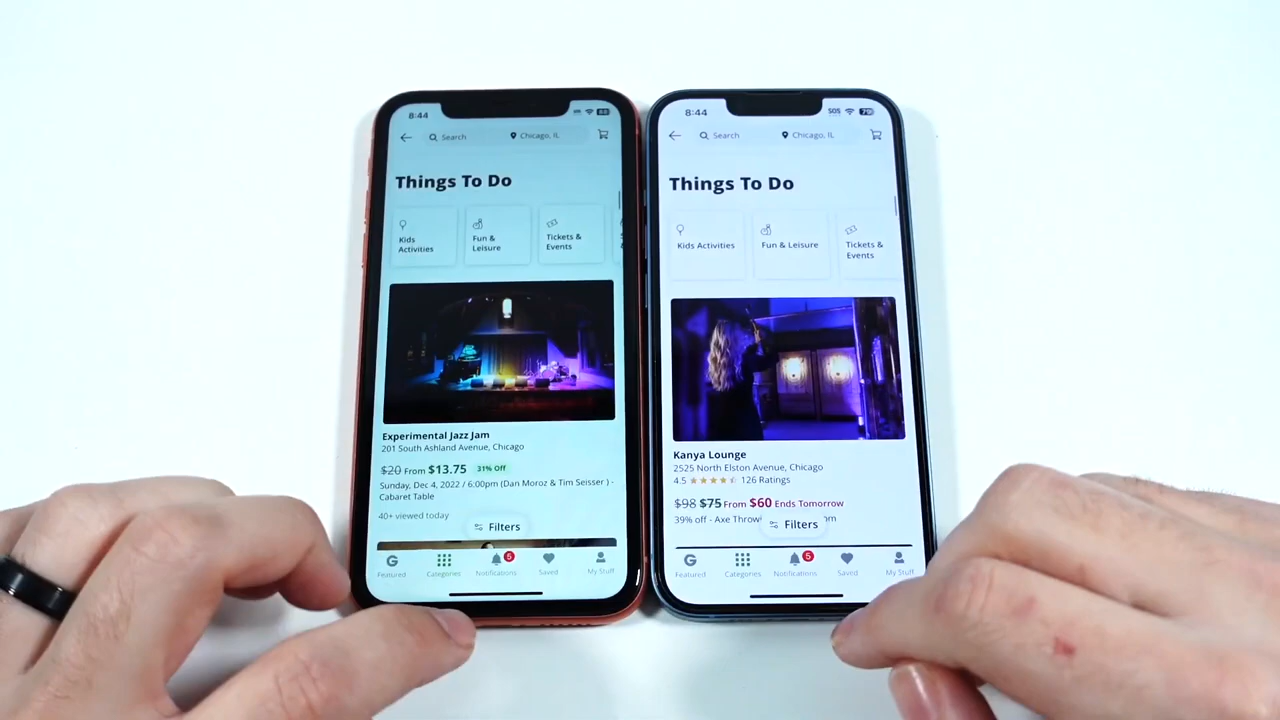 8:44
Search
Chicago, IL
Things To Do
Kids
Activities
Fun &
Leisure
Tickets &
Events
Experimental Jazz Jam
201 South Ashland Avenue, Chicago
$20 From $13.75 31% Off
Sunday, Dec 4, 2022 / 6:00pm (Dan Moroz & Tim Seisser ) -
Cabaret Table
40+ viewed today
Filters
5
G
Featured
Categories
Notifications
Saved
My Stuff
8:44
SOS
Search
Chicago, IL
Things To Do
Kids Activities
Fun & Leisure
Tickets &
Events
Kanya Lounge
2525 North Elston Avenue, Chicago
4.5 126 Ratings
$98 $75 From $60 Ends Tomorrow
39% off - Axe Throwi
Filters
5
G
Featured
Categories
Notifications
Saved
My Stuff